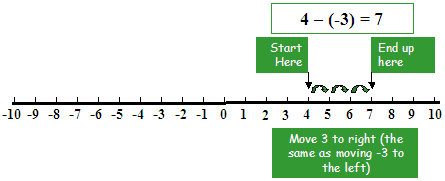 4 – (-3) = 7
Start
Here
End up
here
-10 -9 -8 -7 -6 -5 -4 -3 -2 -1 0 1 2 3 4 5 6 7 8 9 10
Move 3 to right (the
same as moving -3 to
the left)